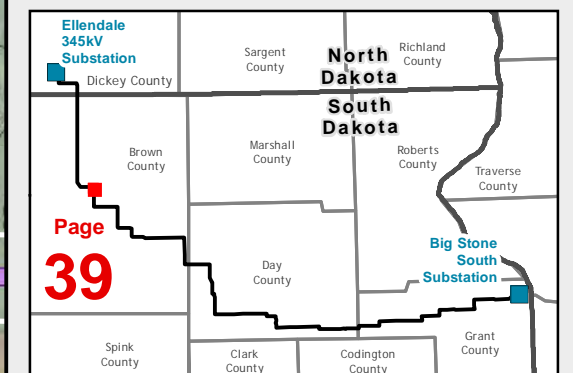 Ellendale
345kV
Substation
Dickey County
Sargent
County
North
Dakota
Richland
County
South
Dakota
Brown
County
Marshall
County
Roberts
County
Traverse
County
Page
39
Big Stone
South
Substation
Day
County
Spink
County
Clark
County
Codington
County
Grant
County